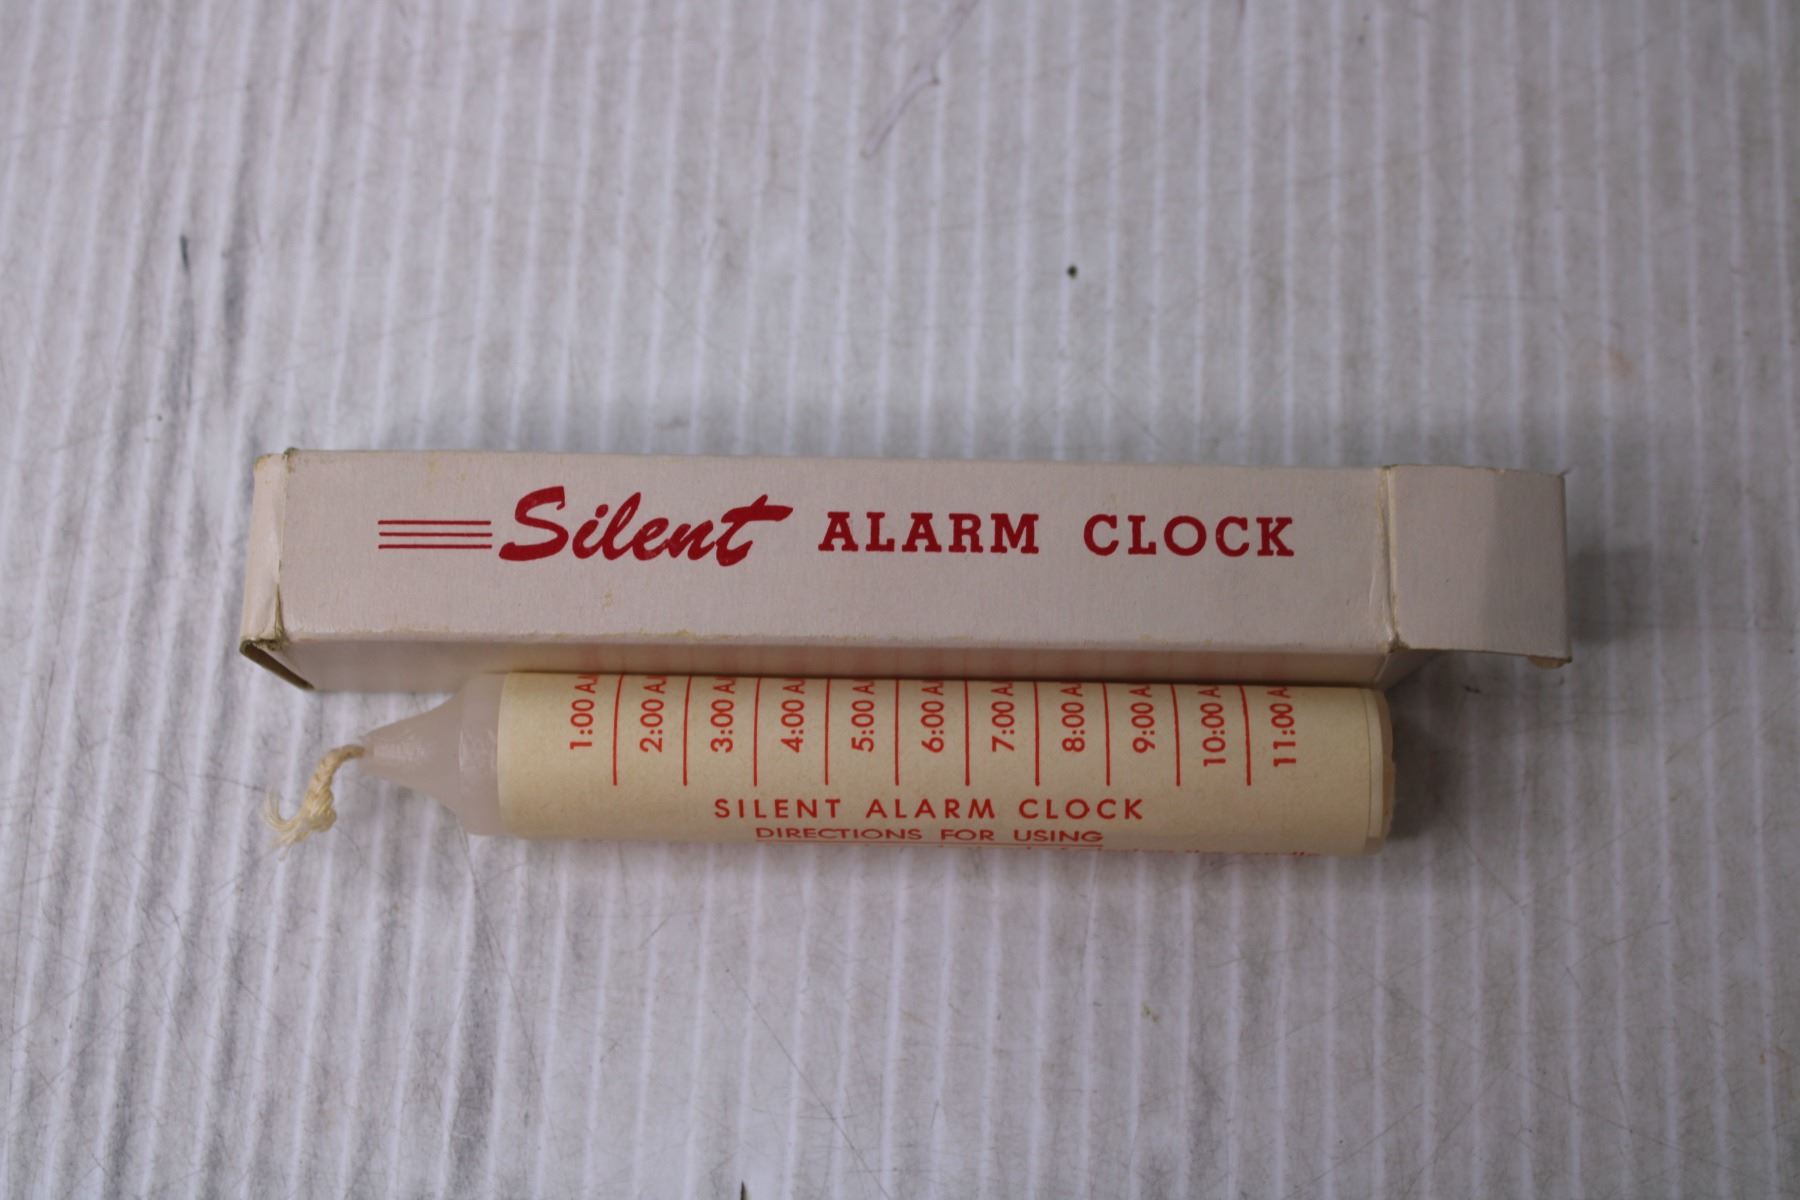 Silent ALARM CLOCK
1:00 A.
2:00 A.
3:00 A.
4:00 A.
5:00 A.
6:00 A.
7:00 A.
8:00 A.
9:00 A.
10:00 A.
11:00 A.
SILENT ALARM CLOCK
DIRECTIONS FOR USING